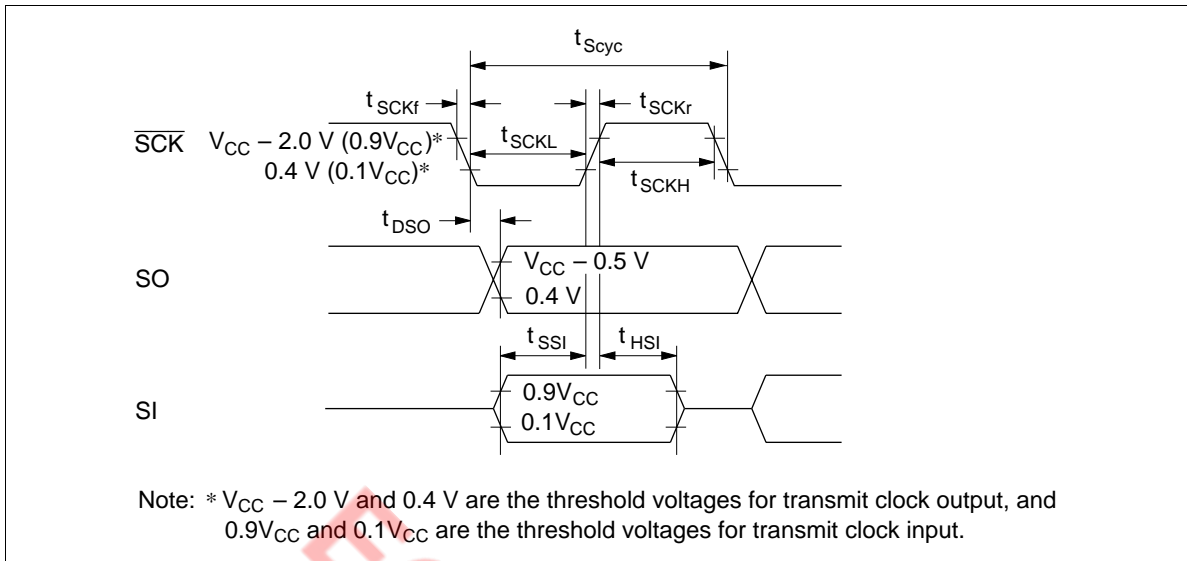 tScyc
tSCKf
tSCKr
SCK VCC – 2.0 V (0.9VCC)*
tSCKL
0.4 V (0.1VCC)*
tSCKH
tDSO
SO
VCC – 0.5 V
0.4 V
tSSI
tHSI
SI
0.9VCC
0.1VCC
Note: * VCC – 2.0 V and 0.4 V are the threshold voltages for transmit clock output, and
0.9VCC and 0.1VCC are the threshold voltages for transmit clock input.